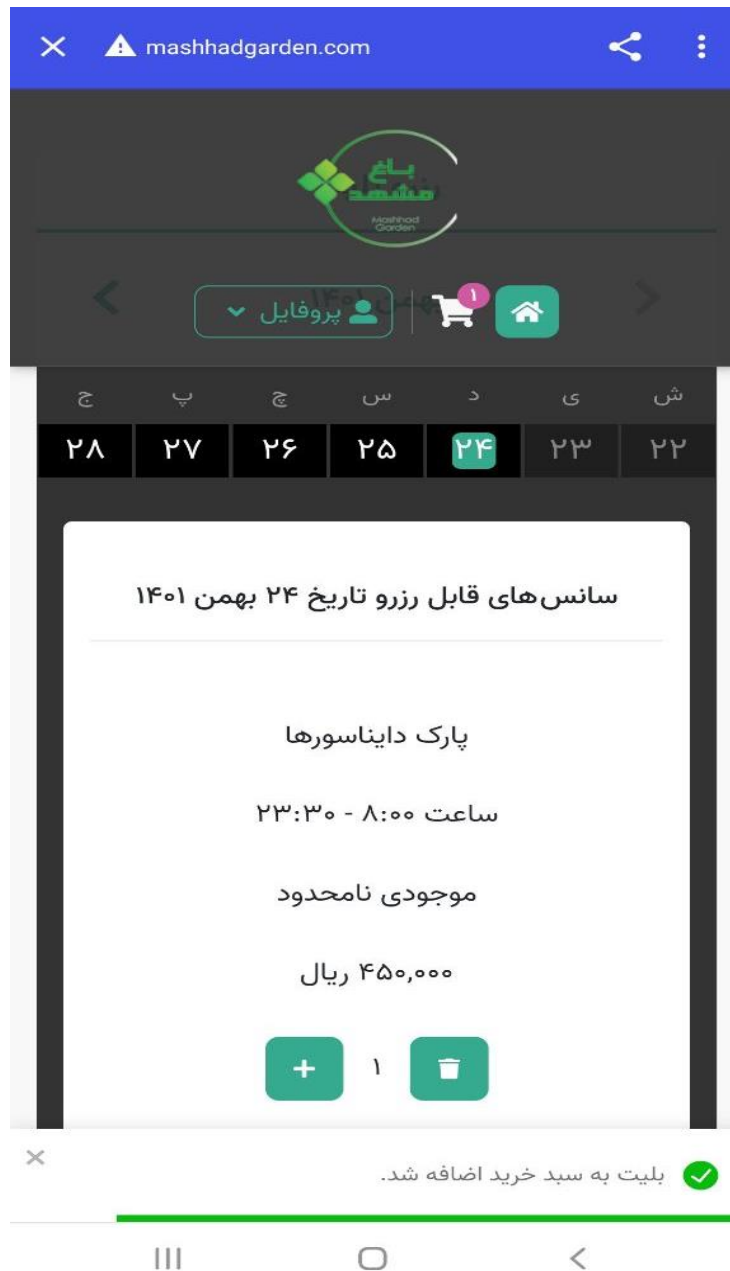 mashhadgarden.com
باغ
مشهد
Mashhad
Garden
بهمن ۱۴۰۱
۱
پروفایل
ش ی د س چ پ ج
۲۲ ۲۳ ۲۴ ۲۵ ۲۶ ۲۷ ۲۸
سانس‌های قابل رزرو تاریخ ۲۴ بهمن ۱۴۰۱
پارک دایناسورها
ساعت ۸:۰۰ - ۲۳:۳۰
موجودی نامحدود
۴۵۰,۰۰۰ ریال
۱
بلیت به سبد خرید اضافه شد.